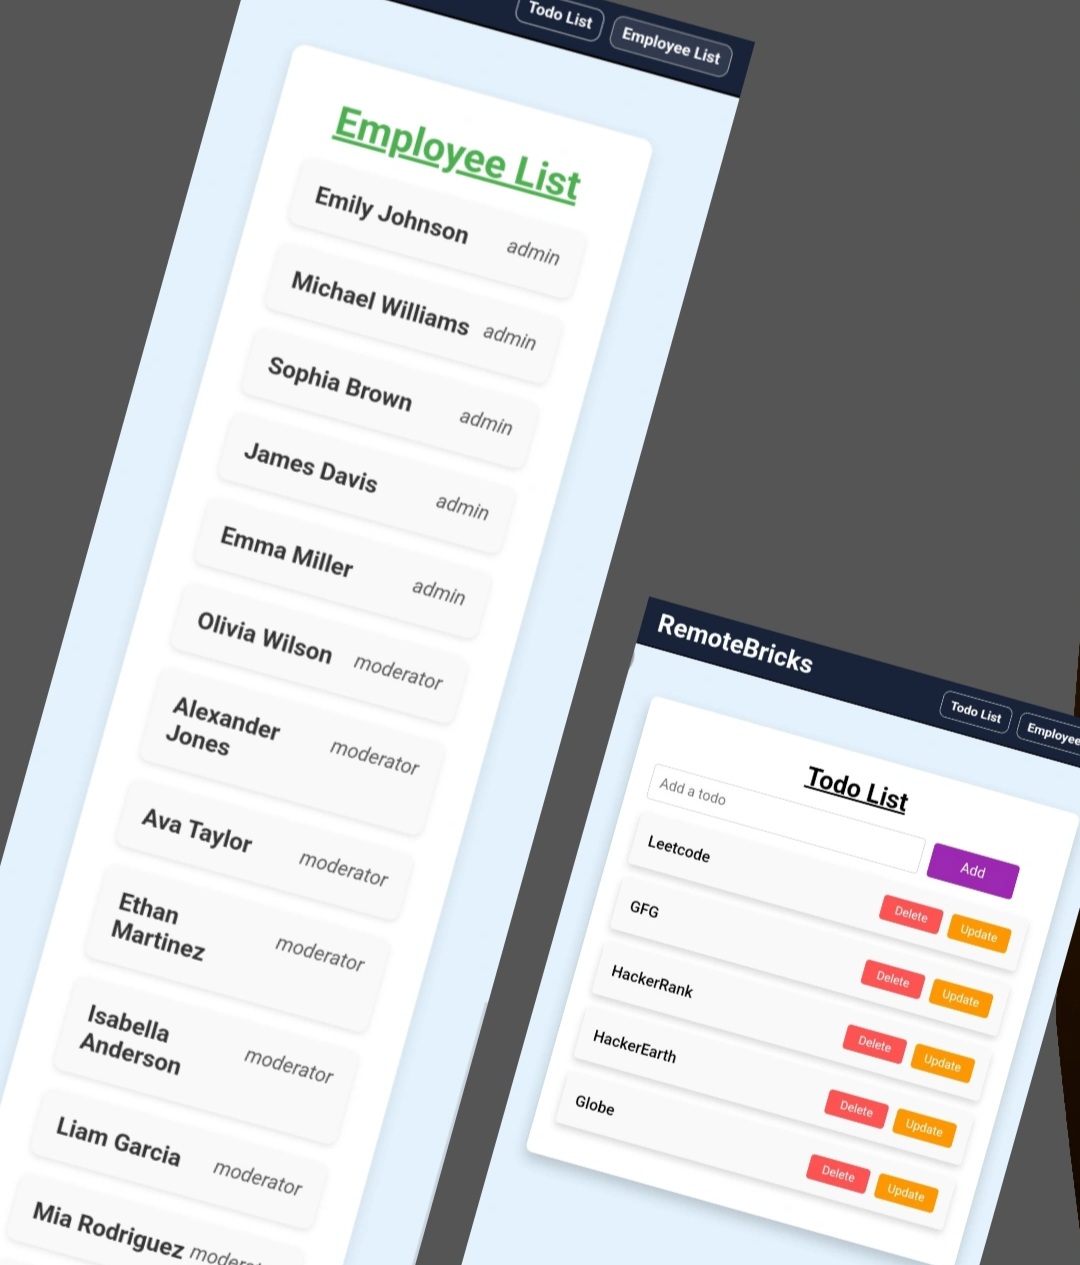 Todo List
Employee List
Employee List
Emily Johnson
admin
Michael Williams
admin
Sophia Brown
admin
James Davis
admin
Emma Miller
admin
Olivia Wilson
moderator
Alexander
Jones
moderator
Ava Taylor
moderator
Ethan
Martinez
moderator
Isabella
Anderson
moderator
Liam Garcia
moderator
Mia Rodriguez
RemoteBricks
Todo List
Employee
Todo List
Add a todo
Add
Leetcode
Delete
Update
GFG
Delete
Update
HackerRank
Delete
Update
HackerEarth
Delete
Update
Globe
Delete
Update